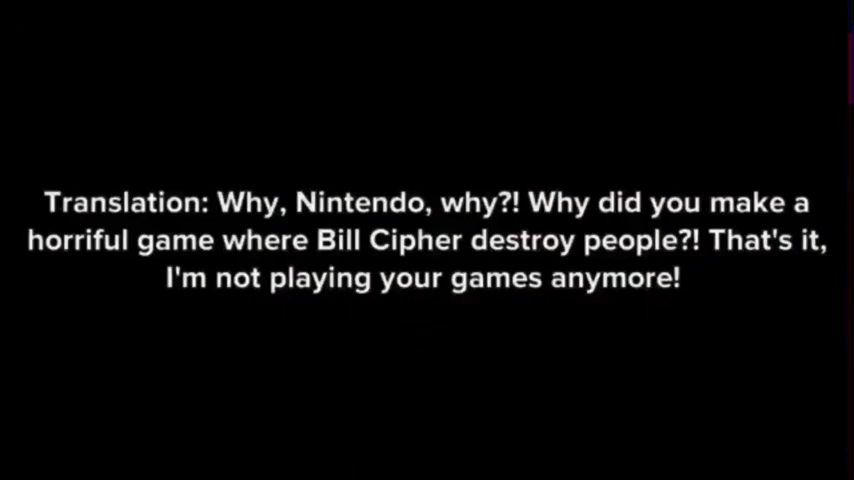 Translation: Why, Nintendo, why?! Why did you make a
horriful game where Bill Cipher destroy people?! That's it,
I'm not playing your games anymore!